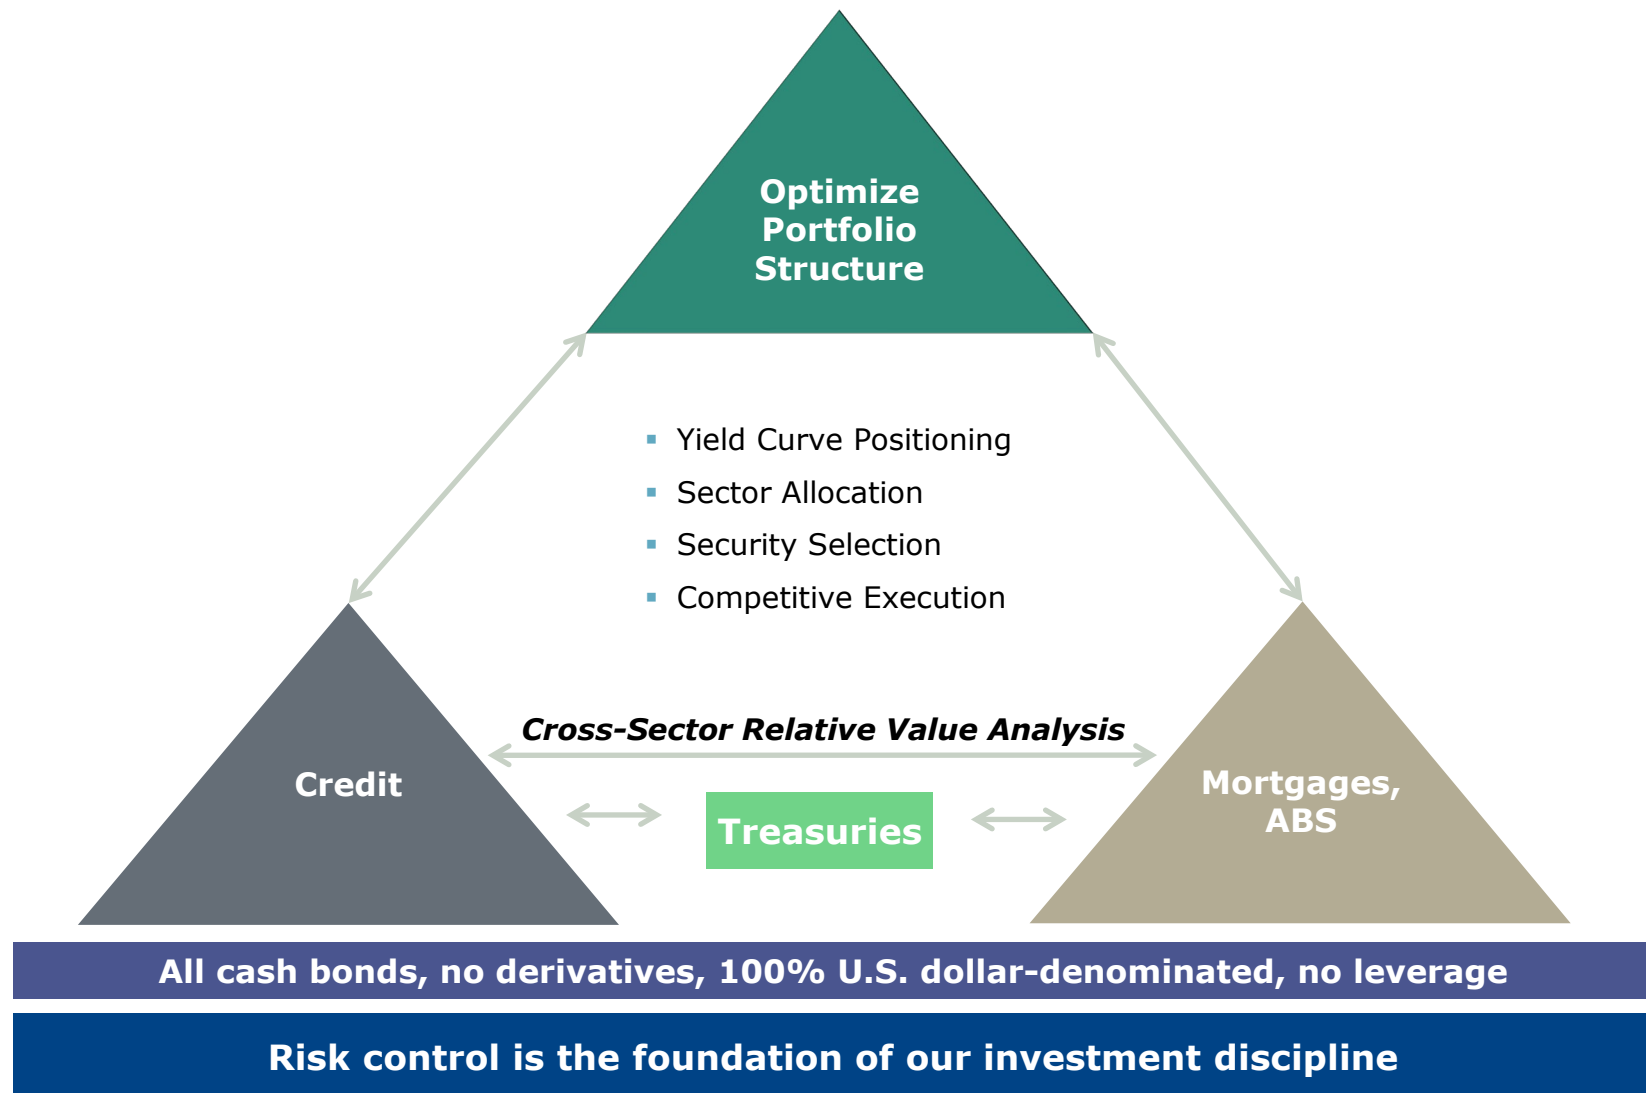 Optimize
Portfolio
Structure
▪ Yield Curve Positioning
▪ Sector Allocation
▪ Security Selection
▪ Competitive Execution
Cross-Sector Relative Value Analysis
Credit
Treasuries
Mortgages,
ABS
All cash bonds, no derivatives, 100% U.S. dollar-denominated, no leverage
Risk control is the foundation of our investment discipline